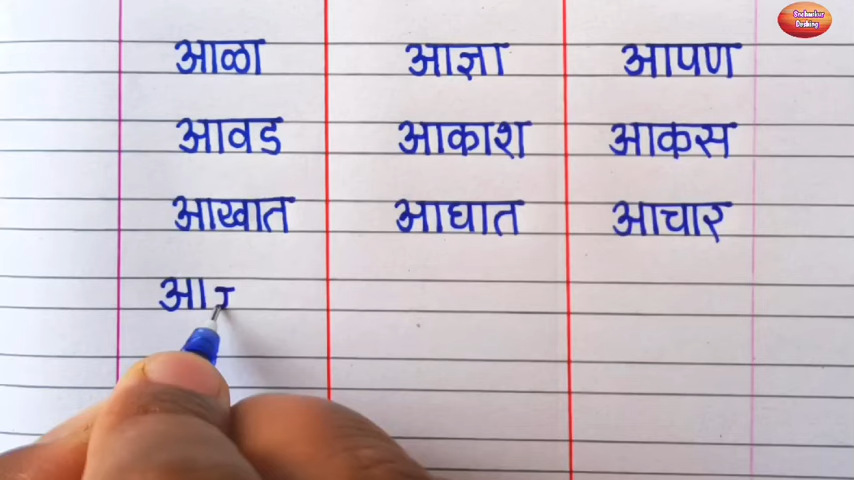 आळा आज्ञा आपण
आवड आकाश आकस
आखात आघात आचार
आ